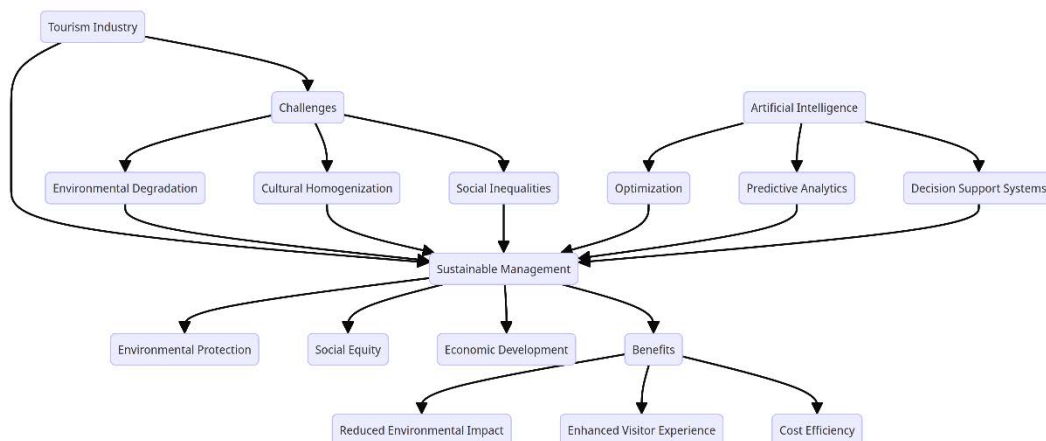 Tourism Industry
Challenges
Artificial Intelligence
Environmental Degradation
Cultural Homogenization
Social Inequalities
Optimization
Predictive Analytics
Decision Support Systems
Sustainable Management
Environmental Protection
Social Equity
Economic Development
Benefits
Reduced Environmental Impact
Enhanced Visitor Experience
Cost Efficiency